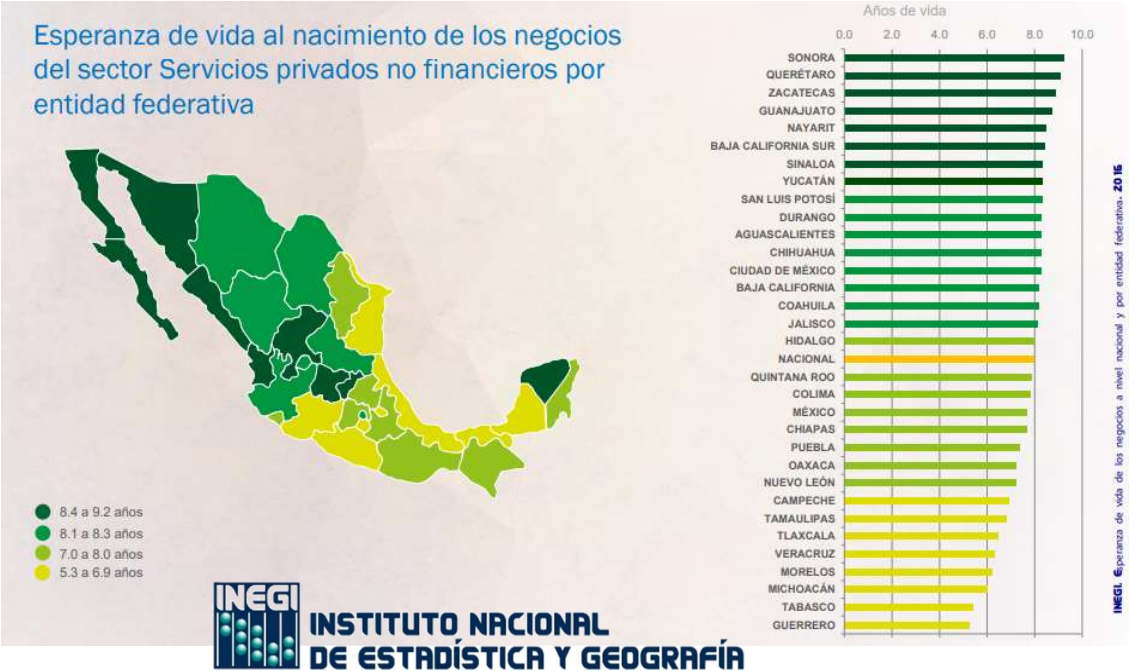 Esperanza de vida al nacimiento de los negocios
del sector Servicios privados no financieros por
entidad federativa
8.4 a 9.2 años
8.1 a 8.3 años
7.0 a 8.0 años
5.3 a 6.9 años
Años de vida
0.0 2.0 4.0 6.0 8.0 10.0
SONORA
QUERÉTARO
ZACATECAS
GUANAJUATO
NAYARIT
BAJA CALIFORNIA SUR
SINALOA
YUCATÁN
SAN LUIS POTOSÍ
DURANGO
AGUASCALIENTES
CHIHUAHUA
CIUDAD DE MÉXICO
BAJA CALIFORNIA
COAHUILA
JALISCO
HIDALGO
NACIONAL
QUINTANA ROO
COLIMA
MÉXICO
CHIAPAS
PUEBLA
OAXACA
NUEVO LEÓN
CAMPECHE
TAMAULIPAS
TLAXCALA
VERACRUZ
MORELOS
MICHOACÁN
TABASCO
GUERRERO
INEGI. Esperanza de vida de los negocios a nivel nacional y por entidad federativa. 2016
INEGI
INSTITUTO NACIONAL
DE ESTADÍSTICA Y GEOGRAFÍA